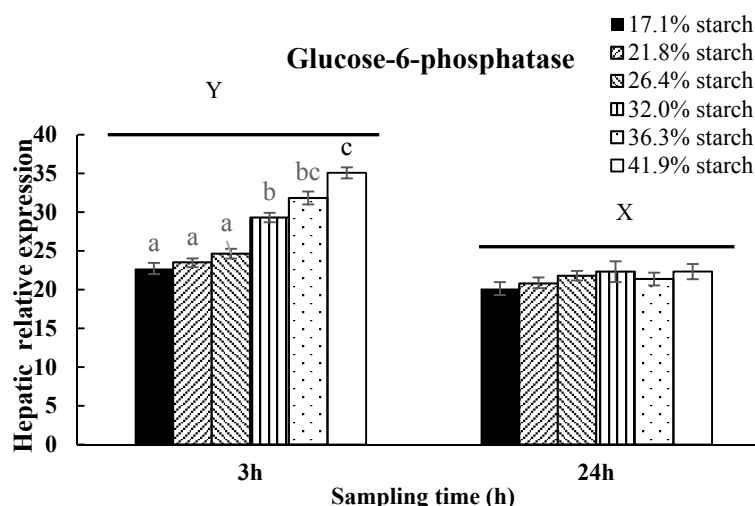 17.1% starch
21.8% starch
26.4% starch
32.0% starch
36.3% starch
41.9% starch
Glucose-6-phosphatase
Y
X
Hepatic relative expression
40
35
30
25
20
15
10
5
0
a a a b bc c
3h 24h
Sampling time (h)